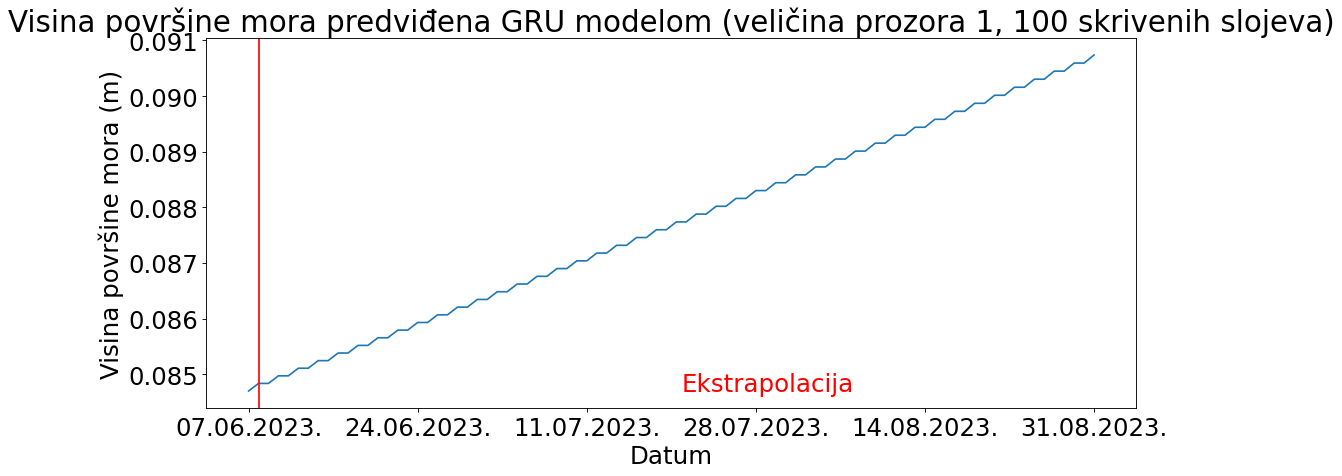 Visina površine mora predviđena GRU modelom (veličina prozora 1, 100 skrivenih slojeva)
Visina površine mora (m)
0.091
0.090
0.089
0.088
0.087
0.086
0.085
Ekstrapolacija
07.06.2023. 24.06.2023. 11.07.2023. 28.07.2023. 14.08.2023. 31.08.2023.
Datum